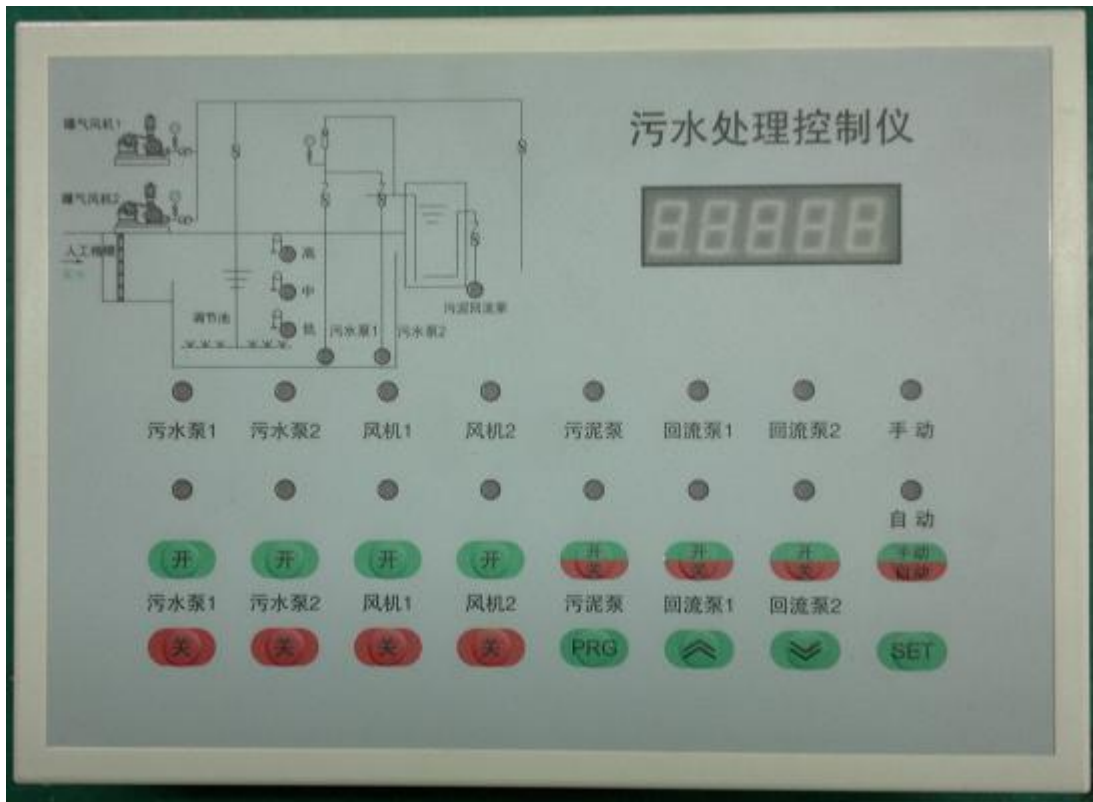 污水处理控制仪
曝气风机1
曝气风机2
人工格栅
高
中
低
调节池
污水泵1
污水泵2
污泥回流泵
污水泵1 污水泵2 风机1 风机2 污泥泵 回流泵1 回流泵2 手动
自动
开 开 开 开 开 开 开 手动
关 关 关 自动
污水泵1 污水泵2 风机1 风机2 污泥泵 回流泵1 回流泵2
关 关 关 关 PRG SET